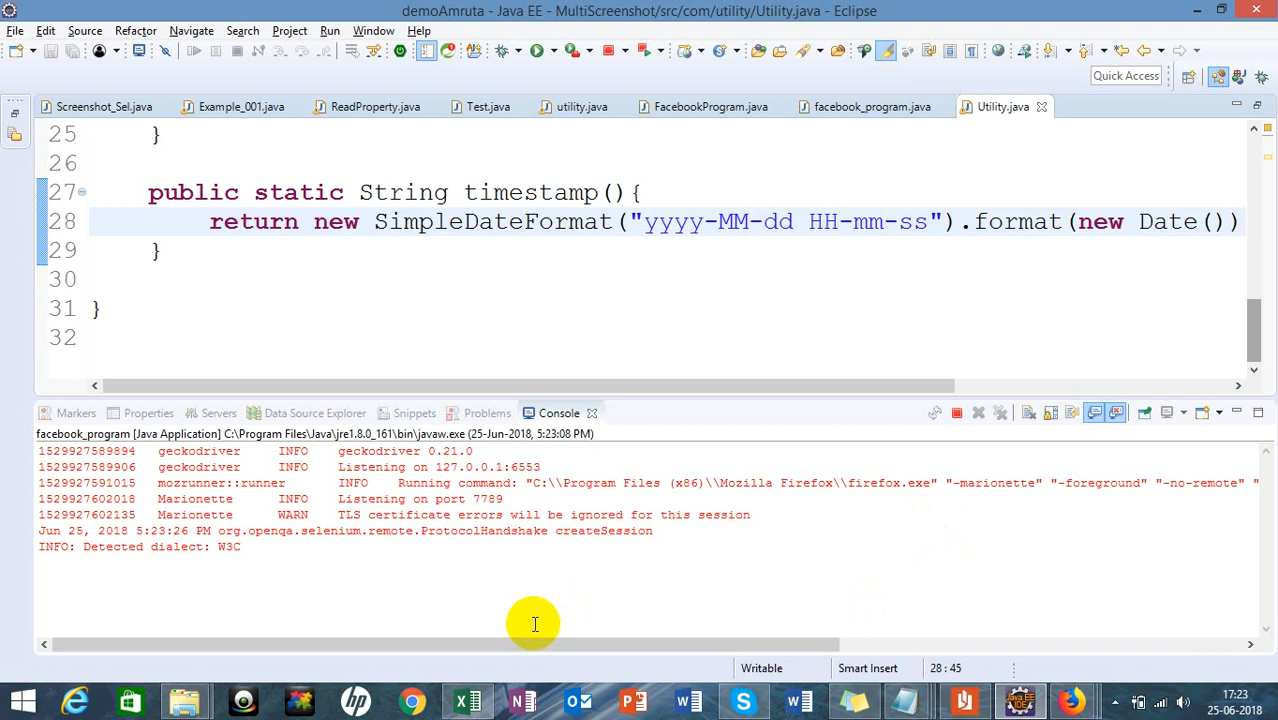 demoAmruta - Java EE - MultiScreenshot/src/com/utility/Utility.java - Eclipse
File Edit Source Refactor Navigate Search Project Run Window Help
Quick Access
Screenshot_Sel.java Example_001.java ReadProperty.java Test.java utility.java FacebookProgram.java facebook_program.java Utility.java
25 }
26
27 public static String timestamp(){
28 return new SimpleDateFormat("yyyy-MM-dd HH-mm-ss").format(new Date())
29 }
30
31 }
32
Markers Properties Servers Data Source Explorer Snippets Problems Console
facebook_program [Java Application] C:\Program Files\Java\jre1.8.0_161\bin\javaw.exe (25-Jun-2018, 5:23:08 PM)
1529927589894 geckodriver INFO geckodriver 0.21.0
1529927589906 geckodriver INFO Listening on 127.0.0.1:6553
1529927591015 mozrunner::runner INFO Running command: "C:\\Program Files (x86)\\Mozilla Firefox\\firefox.exe" "-marionette" "-foreground" "-no-remote" "
1529927602018 Marionette INFO Listening on port 7789
1529927602135 Marionette WARN TLS certificate errors will be ignored for this session
Jun 25, 2018 5:23:26 PM org.openqa.selenium.remote.ProtocolHandshake createSession
INFO: Detected dialect: W3C
Writable Smart Insert 28 : 45
17:23
25-06-2018